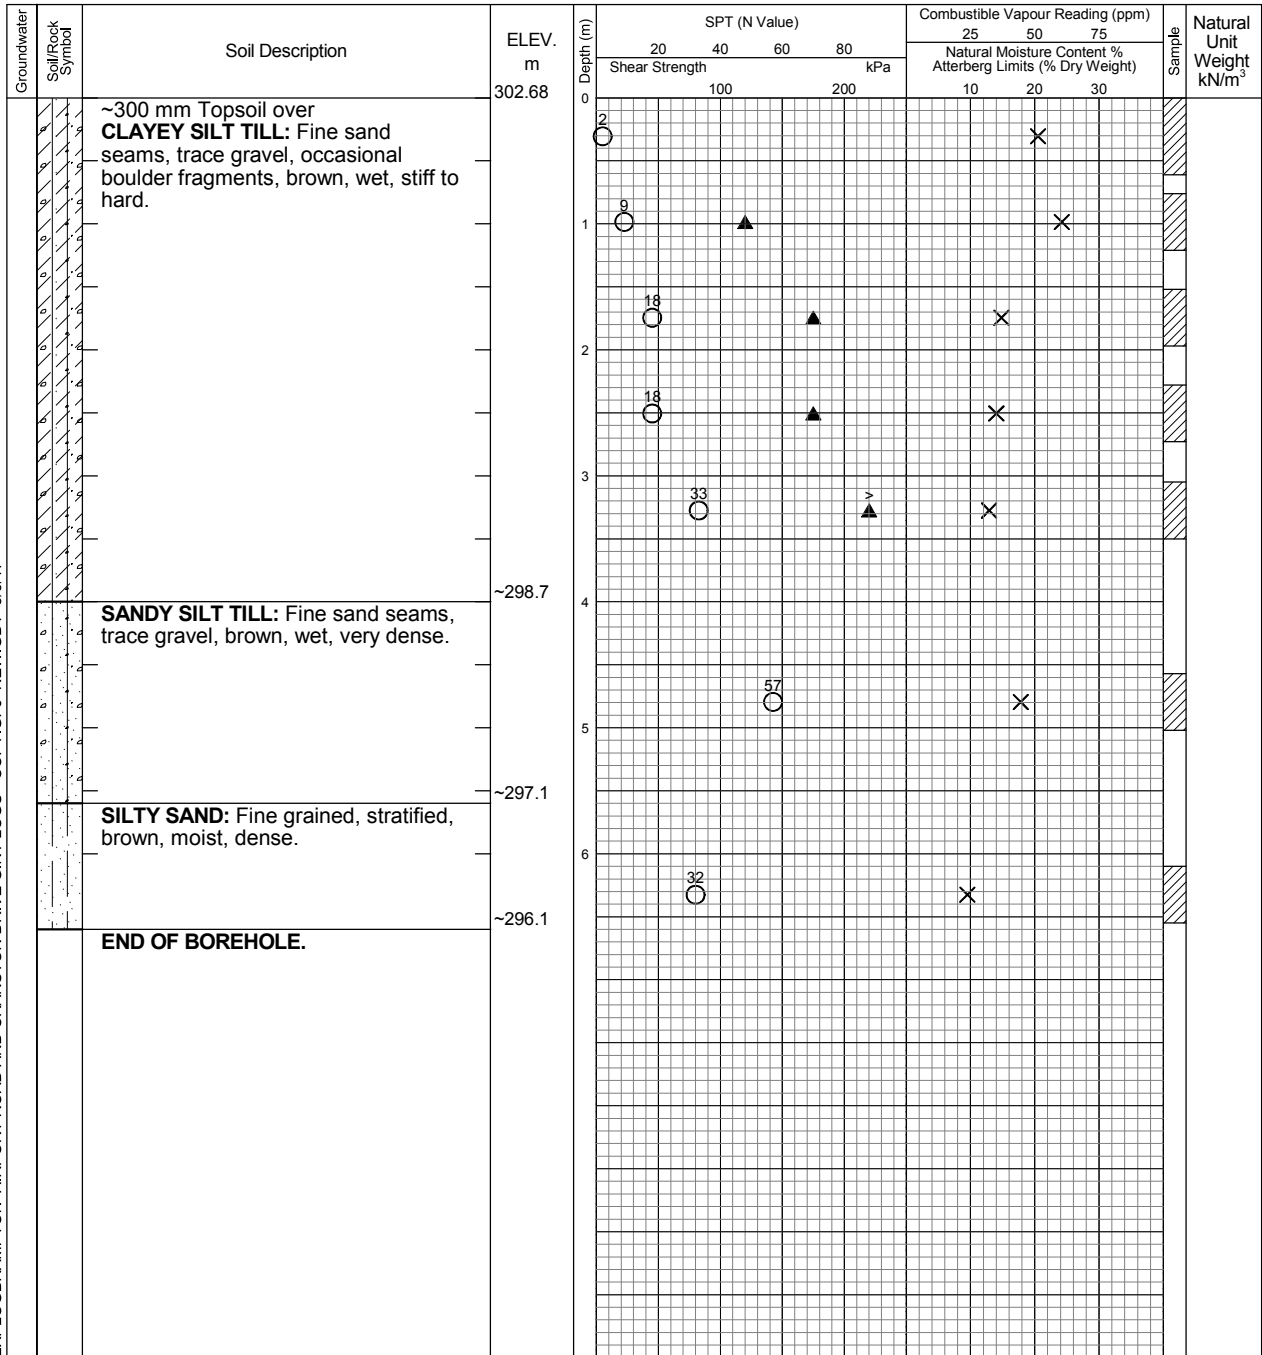 Groundwater
Soil/Rock
Symbol
Soil Description
ELEV.
m
302.68
Depth (m)
SPT (N Value)
20 40 60 80
Shear Strength kPa
100 200
Combustible Vapour Reading (ppm)
25 50 75
Natural Moisture Content %
Atterberg Limits (% Dry Weight)
10 20 30
Sample
Natural
Unit
Weight
kN/m³
0
~300 mm Topsoil over
CLAYEY SILT TILL: Fine sand
seams, trace gravel, occasional
boulder fragments, brown, wet, stiff to
hard.
2
9
1
18
2
18
3
33
>
~298.7
4
SANDY SILT TILL: Fine sand seams,
trace gravel, brown, wet, very dense.
57
5
~297.1
SILTY SAND: Fine grained, stratified,
brown, moist, dense.
6
32
~296.1
END OF BOREHOLE.